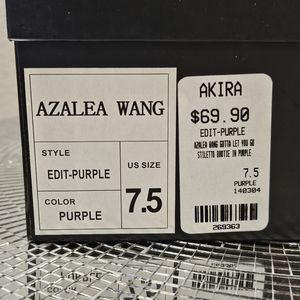 AZALEA WANG
STYLE
EDIT-PURPLE
COLOR
PURPLE
US SIZE
7.5
AKIRA
$69.90
EDIT-PURPLE
AZALEA WANG GOTTA LET YOU GO
STILETTO BOOTIE IN PURPLE
7.5
PURPLE
140304
269363